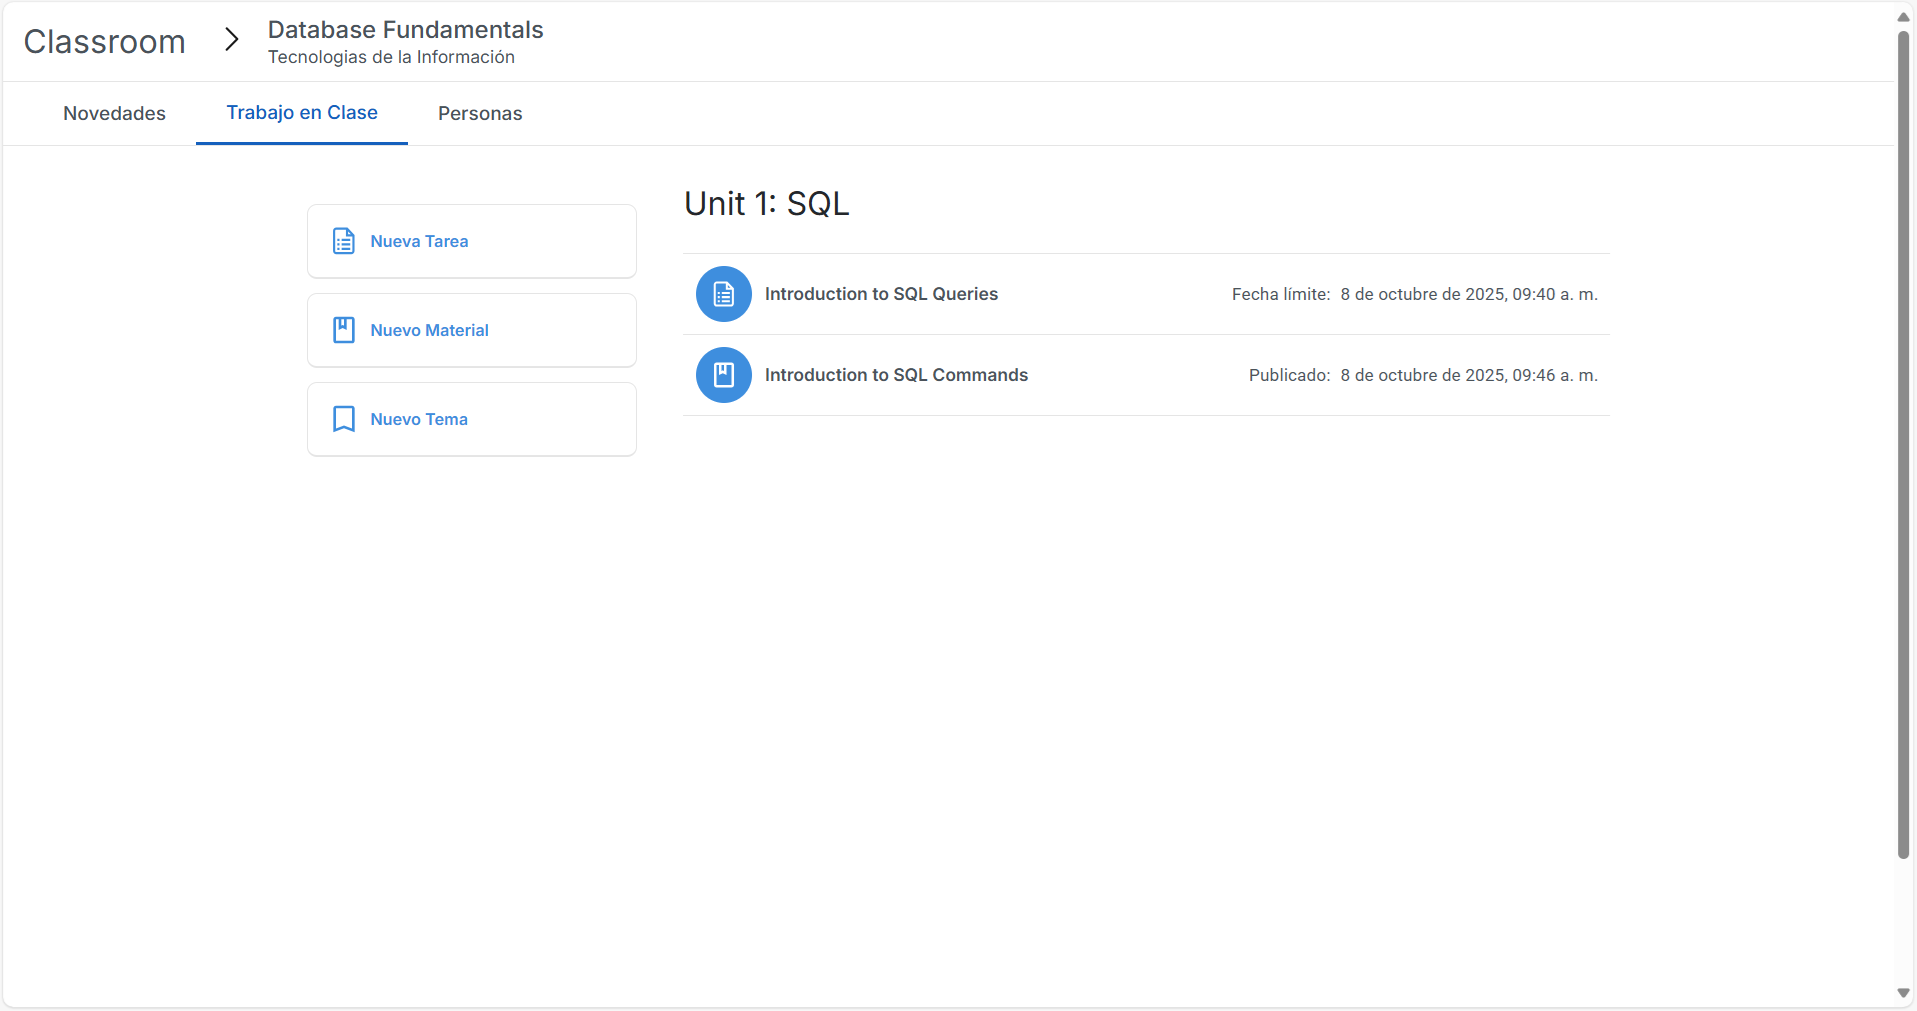 Classroom
Database Fundamentals
Tecnologias de la Información
Novedades
Trabajo en Clase
Personas
Nueva Tarea
Nuevo Material
Nuevo Tema
Unit 1: SQL
Introduction to SQL Queries
Fecha límite: 8 de octubre de 2025, 09:40 a. m.
Introduction to SQL Commands
Publicado: 8 de octubre de 2025, 09:46 a. m.